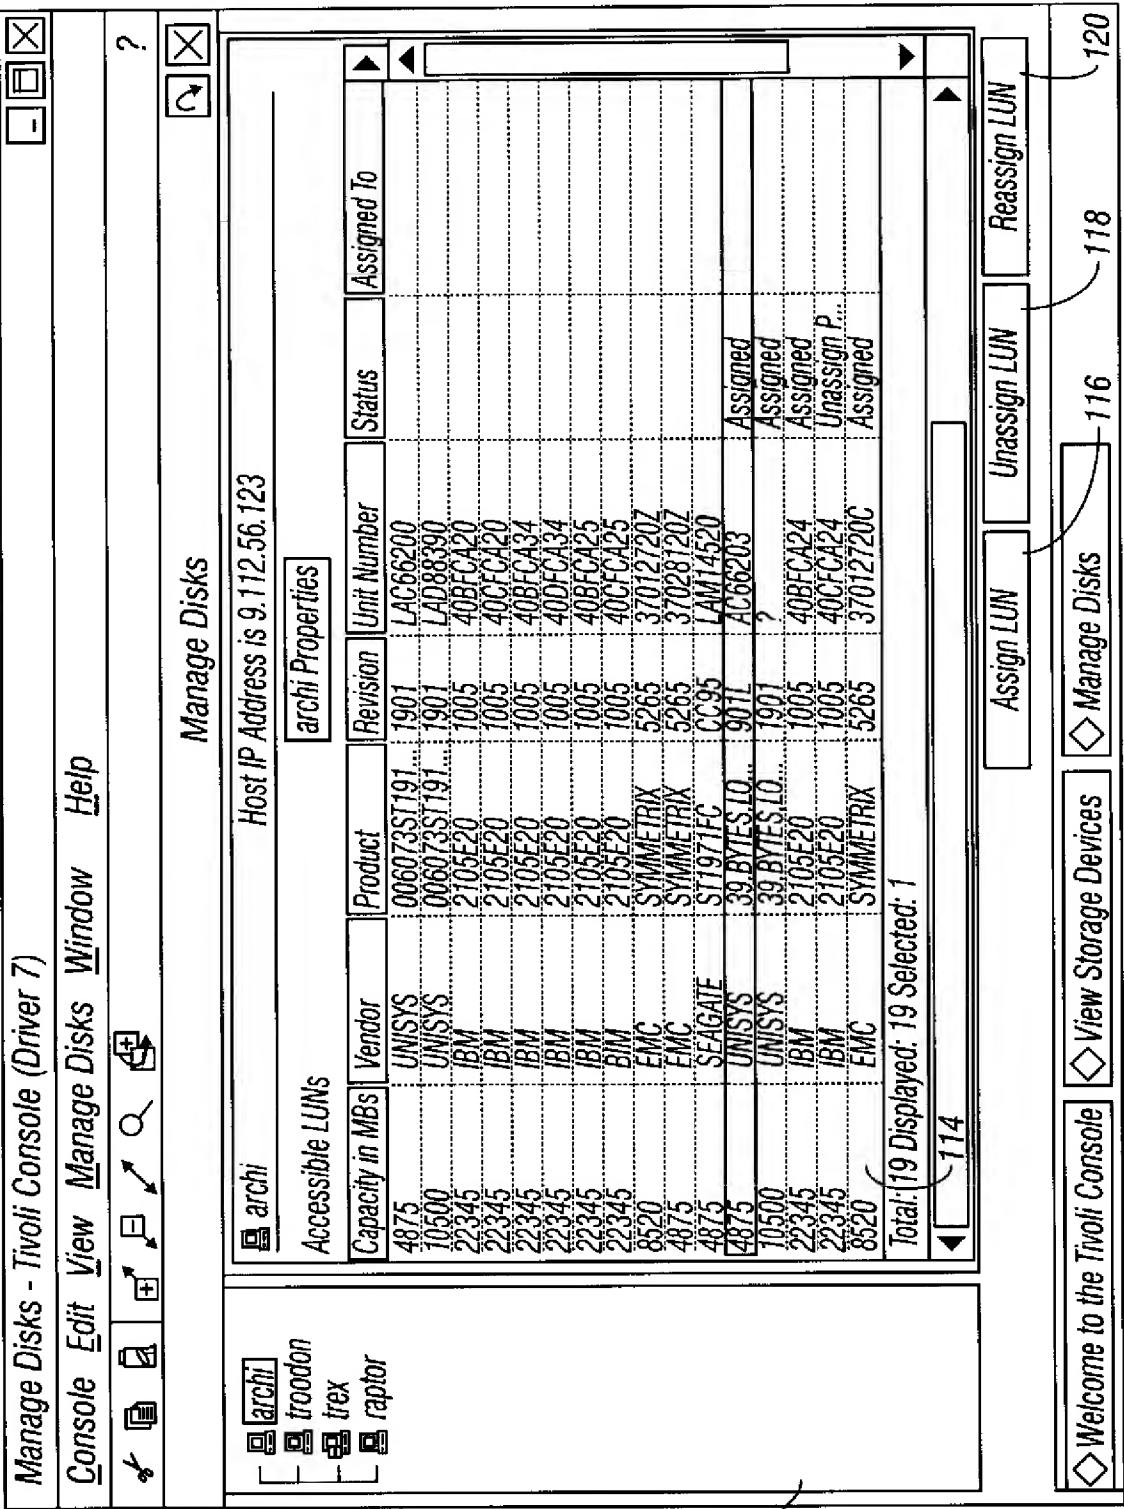 Manage Disks - Tivoli Console (Driver 7)
Console Edit View Manage Disks Window Help
?
Manage Disks
archi
troodon
trex
raptor
archi Host IP Address is 9.112.56.123
Accessible LUNs archi Properties
Capacity in MBs Vendor Product Revision Unit Number Status Assigned To
4875 UNISYS 006073ST191... 1901 LAC66200
10500 UNISYS 006073ST191... 1901 LAD88390
22345 IBM 2105E20 1005 40BFCA20
22345 IBM 2105E20 1005 40CFCA20
22345 IBM 2105E20 1005 40BFCA34
22345 IBM 2105E20 1005 40DFCA34
22345 IBM 2105E20 1005 40BFCA25
22345 BIM 2105E20 1005 40CFCA25
8520 EMC SYMMETRIX 5265 37012720Z
4875 EMC SYMMETRIX 5265 37028120Z
4875 SEAGATE ST1971FC CC95 LAM14520
4875 UNISYS 39.BYTES LO... 901L AC66203 Assigned
10500 UNISYS 39.BYTES LO... 1901 ? Assigned
22345 IBM 2105E20 1005 40BFCA24 Assigned
22345 IBM 2105E20 1005 40CFCA24 Unassign P...
8520 EMC SYMMETRIX 5265 37012720C Assigned
Total: 19 Displayed: 19 Selected: 1
114
Assign LUN Unassign LUN Reassign LUN
116 118 120
Welcome to the Tivoli Console View Storage Devices Manage Disks